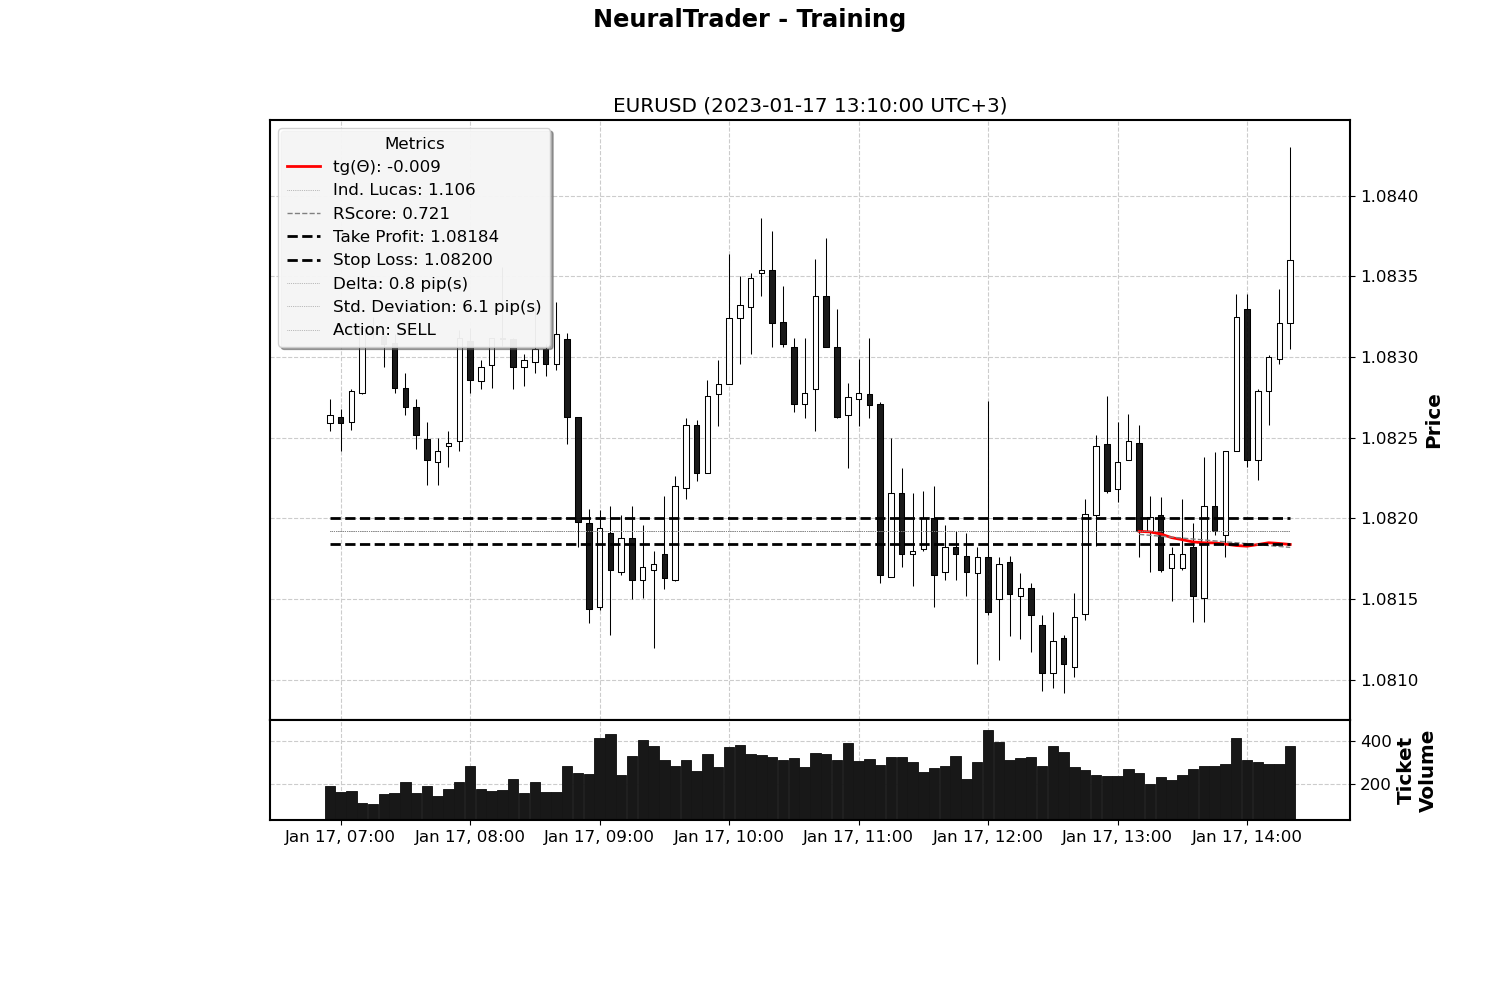 NeuralTrader - Training
EURUSD (2023-01-17 13:10:00 UTC+3)
Metrics
tg(Θ): -0.009
Ind. Lucas: 1.106
RScore: 0.721
Take Profit: 1.08184
Stop Loss: 1.08200
Delta: 0.8 pip(s)
Std. Deviation: 6.1 pip(s)
Action: SELL
1.0840
1.0835
1.0830
1.0825
1.0820
1.0815
1.0810
Price
400
200
Ticket
Volume
Jan 17, 07:00
Jan 17, 08:00
Jan 17, 09:00
Jan 17, 10:00
Jan 17, 11:00
Jan 17, 12:00
Jan 17, 13:00
Jan 17, 14:00